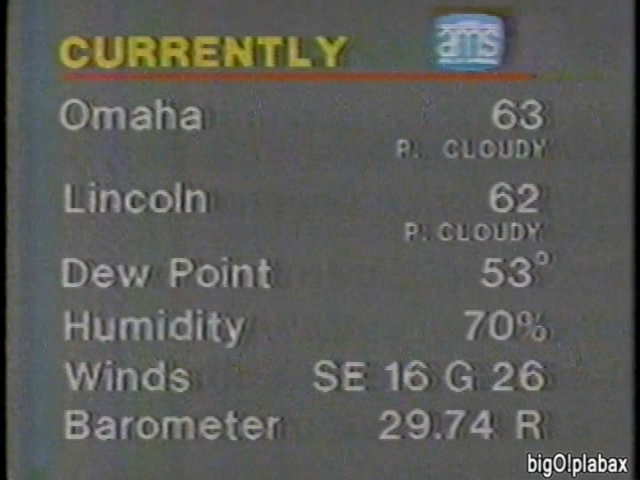 CURRENTLY ams
Omaha 63
P. CLOUDY
Lincoln 62
P. CLOUDY
Dew Point 53°
Humidity 70%
Winds SE 16 G 26
Barometer 29.74 R
bigO!plabax